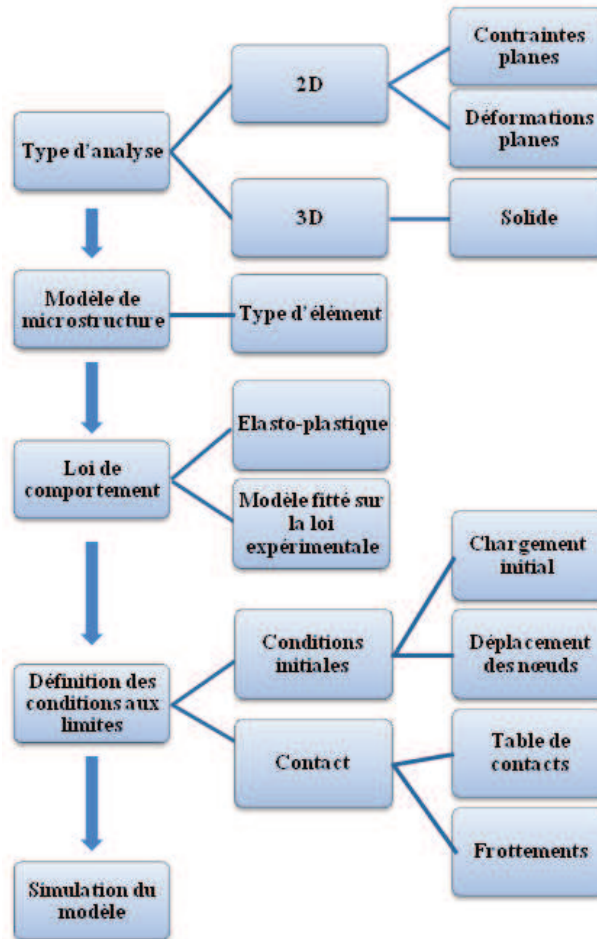 Type d'analyse
2D
Contraintes
planes
Déformations
planes
3D
Solide
Modèle de
microstructure
Type d'élément
Loi de
comportement
Elasto-plastique
Modèle fitté sur
la loi
expérimentale
Définition des
conditions aux
limites
Conditions
initiales
Chargement
initial
Déplacement
des nœuds
Contact
Table de
contacts
Frottements
Simulation du
modèle